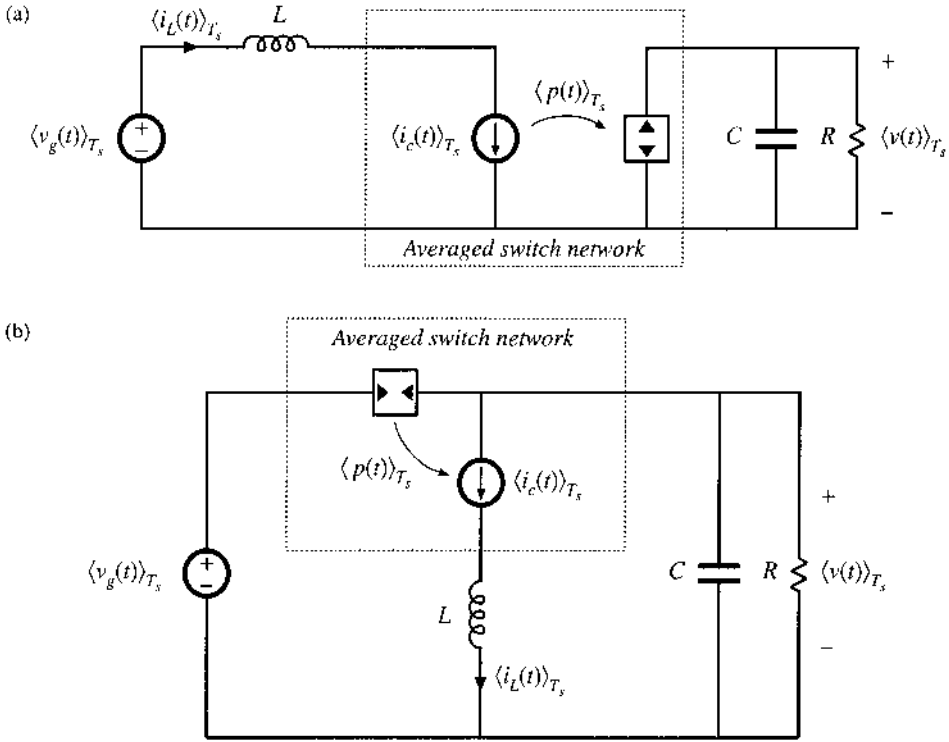 (a)
⟨i_L(t)⟩_{T_s} L
⟨v_g(t)⟩_{T_s} + − ⟨i_c(t)⟩_{T_s} ⟨p(t)⟩_{T_s} C R + ⟨v(t)⟩_{T_s} −
Averaged switch network
(b)
Averaged switch network
⟨p(t)⟩_{T_s} ⟨i_c(t)⟩_{T_s}
⟨v_g(t)⟩_{T_s} + − C R + ⟨v(t)⟩_{T_s} −
L
⟨i_L(t)⟩_{T_s}